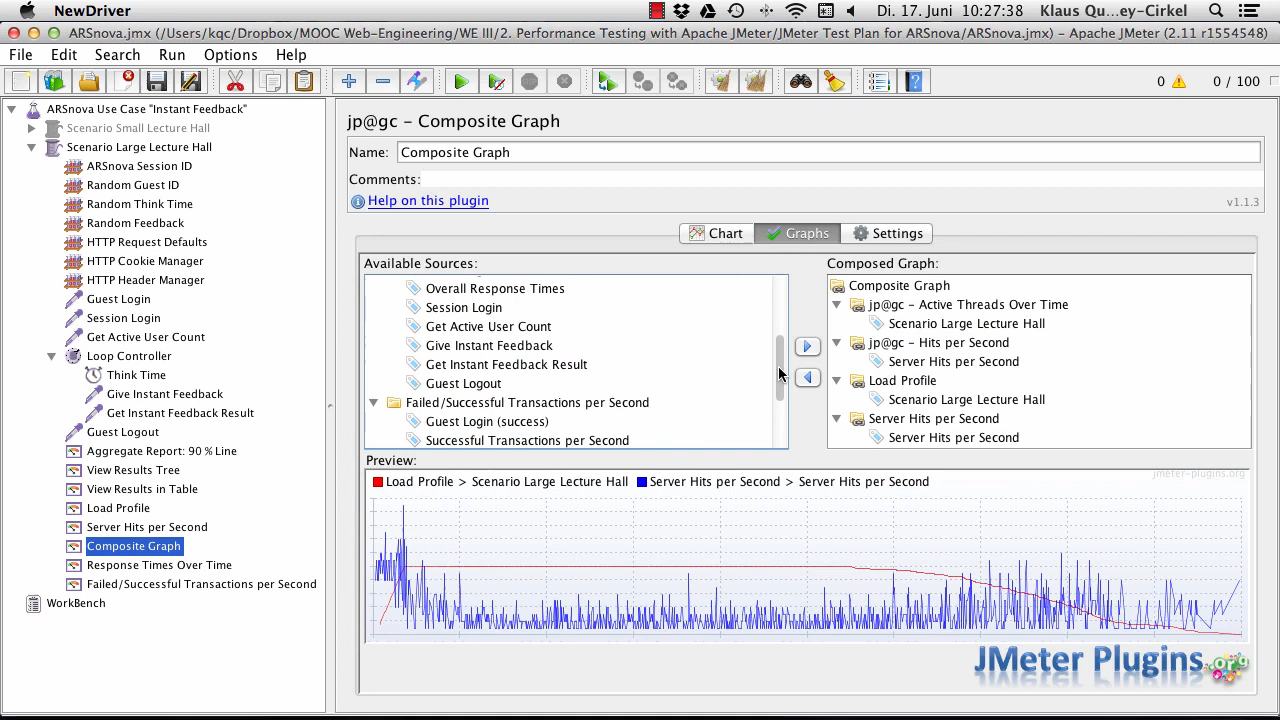 NewDriver
Di. 17. Juni 10:27:38 Klaus Qu...ey-Cirkel
ARSnova.jmx (/Users/kqc/Dropbox/MOOC Web-Engineering/WE III/2. Performance Testing with Apache JMeter/JMeter Test Plan for ARSnova/ARSnova.jmx) - Apache JMeter (2.11 r1554548)
File Edit Search Run Options Help
0 0 / 100
ARSnova Use Case "Instant Feedback"
Scenario Small Lecture Hall
Scenario Large Lecture Hall
ARSnova Session ID
Random Guest ID
Random Think Time
Random Feedback
HTTP Request Defaults
HTTP Cookie Manager
HTTP Header Manager
Guest Login
Session Login
Get Active User Count
Loop Controller
Think Time
Give Instant Feedback
Get Instant Feedback Result
Guest Logout
Aggregate Report: 90 % Line
View Results Tree
View Results in Table
Load Profile
Server Hits per Second
Composite Graph
Response Times Over Time
Failed/Successful Transactions per Second
WorkBench
jp@gc - Composite Graph
Name: Composite Graph
Comments:
Help on this plugin
v1.1.3
Chart Graphs Settings
Available Sources:
Overall Response Times
Session Login
Get Active User Count
Give Instant Feedback
Get Instant Feedback Result
Guest Logout
Failed/Successful Transactions per Second
Guest Login (success)
Successful Transactions per Second
Composed Graph:
Composite Graph
jp@gc - Active Threads Over Time
Scenario Large Lecture Hall
jp@gc - Hits per Second
Server Hits per Second
Load Profile
Scenario Large Lecture Hall
Server Hits per Second
Server Hits per Second
Preview:
jmeter-plugins.org
Load Profile > Scenario Large Lecture Hall Server Hits per Second > Server Hits per Second
JMeter Plugins.org